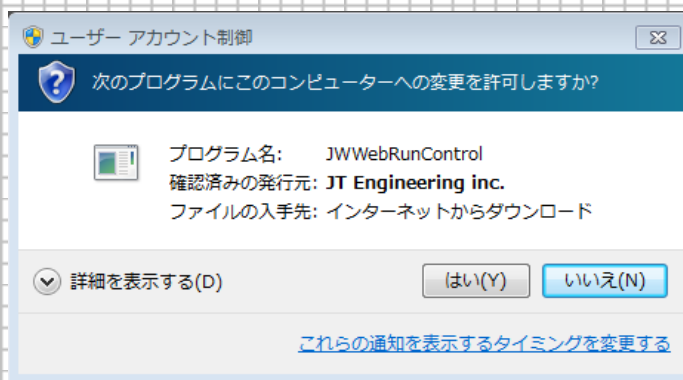 ユーザー アカウント制御
次のプログラムにこのコンピューターへの変更を許可しますか?
プログラム名: JWWebRunControl
確認済みの発行元: JT Engineering inc.
ファイルの入手先: インターネットからダウンロード
詳細を表示する(D) はい(Y) いいえ(N)
これらの通知を表示するタイミングを変更する